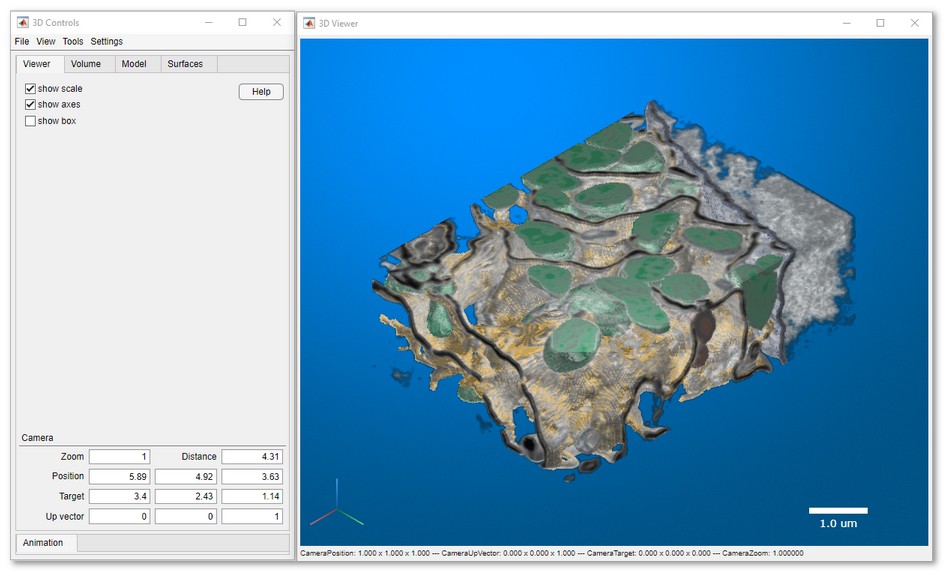 3D Controls
File View Tools Settings
Viewer Volume Model Surfaces
show scale
Help
show axes
show box
Camera
Zoom 1 Distance 4.31
Position 5.89 4.92 3.63
Target 3.4 2.43 1.14
Up vector 0 0 1
Animation
3D Viewer
1.0 um
CameraPosition: 1.000 x 1.000 x 1.000 --- CameraUpVector: 0.000 x 0.000 x 1.000 --- CameraTarget: 0.000 x 0.000 x 0.000 --- CameraZoom: 1.000000